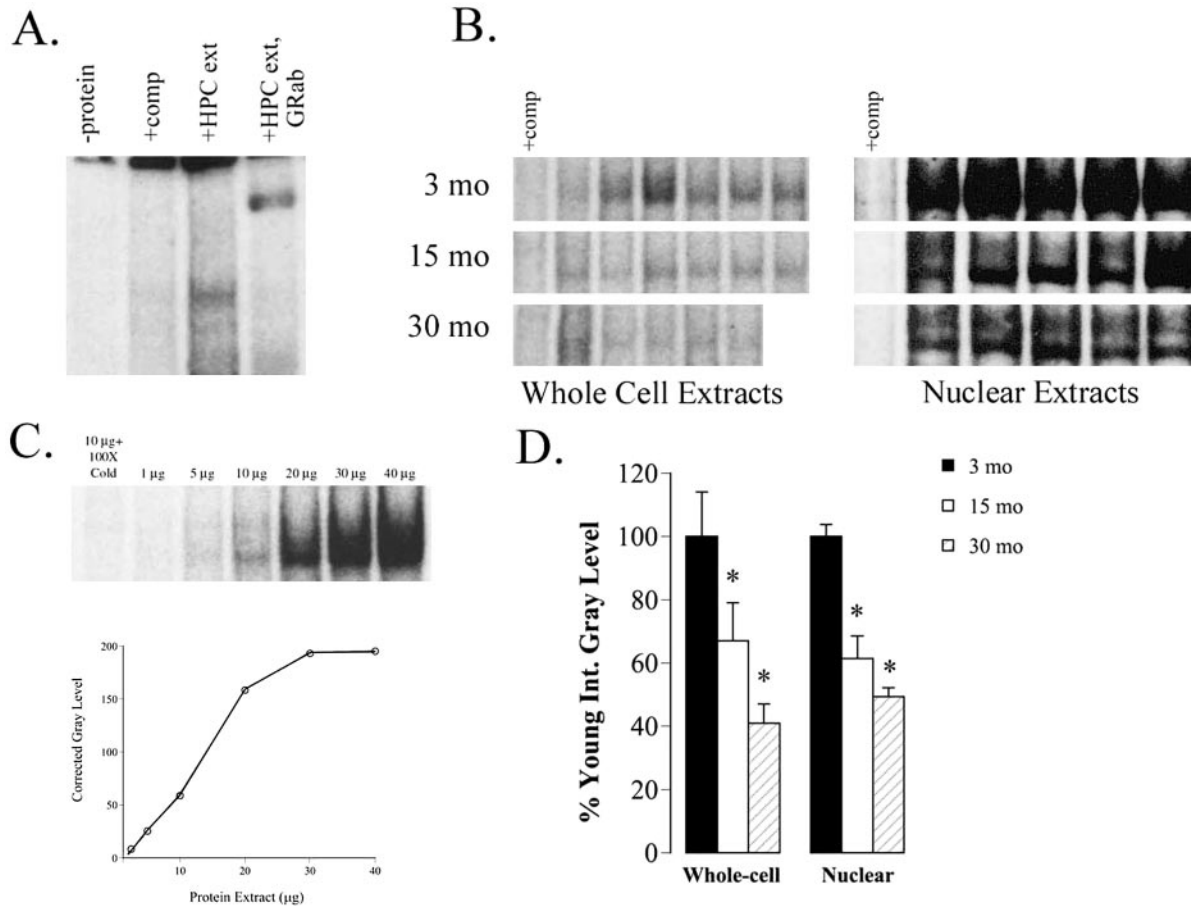 A.
-protein
+comp
+HPC ext
+HPC ext,
GRab
B.
+comp
+comp
3 mo
15 mo
30 mo
Whole Cell Extracts
Nuclear Extracts
C.
10 µg+
100X
Cold
1 µg
5 µg
10 µg
20 µg
30 µg
40 µg
200
150
100
50
0
Corrected Gray Level
10
20
30
40
Protein Extract (µg)
D.
120
100
80
60
40
20
0
% Young Int. Gray Level
*
*
*
*
Whole-cell
Nuclear
3 mo
15 mo
30 mo